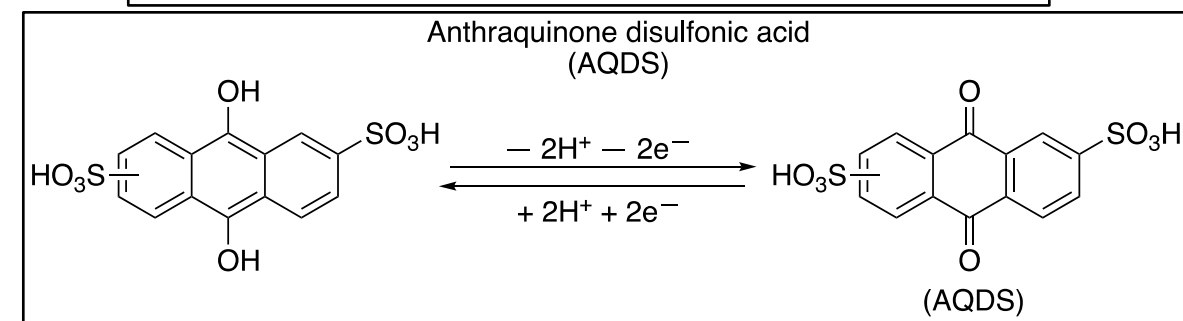 Anthraquinone disulfonic acid
(AQDS)
OH
HO₃S
SO₃H
OH
— 2H⁺ — 2e⁻
+ 2H⁺ + 2e⁻
O
HO₃S
SO₃H
O
(AQDS)